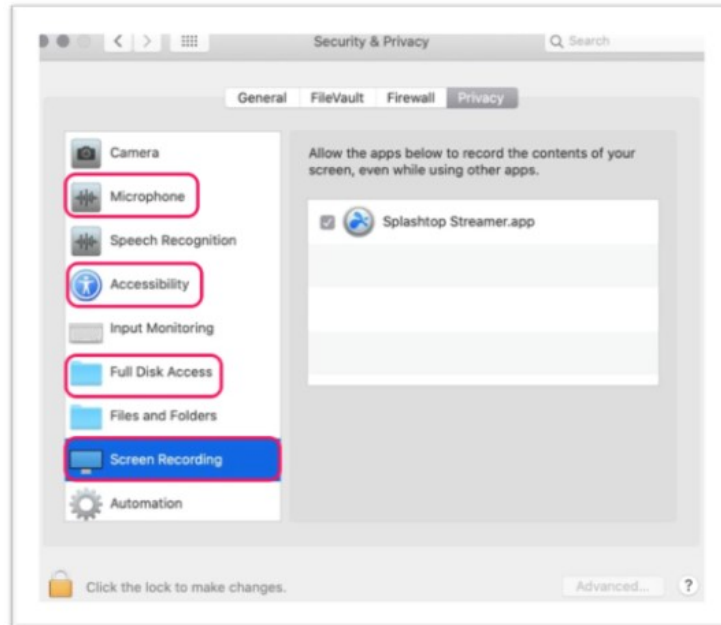 Security & Privacy
Search
General FileVault Firewall Privacy
Camera
Microphone
Speech Recognition
Accessibility
Input Monitoring
Full Disk Access
Files and Folders
Screen Recording
Automation
Allow the apps below to record the contents of your
screen, even while using other apps.
Splashtop Streamer.app
Click the lock to make changes.
Advanced...
?